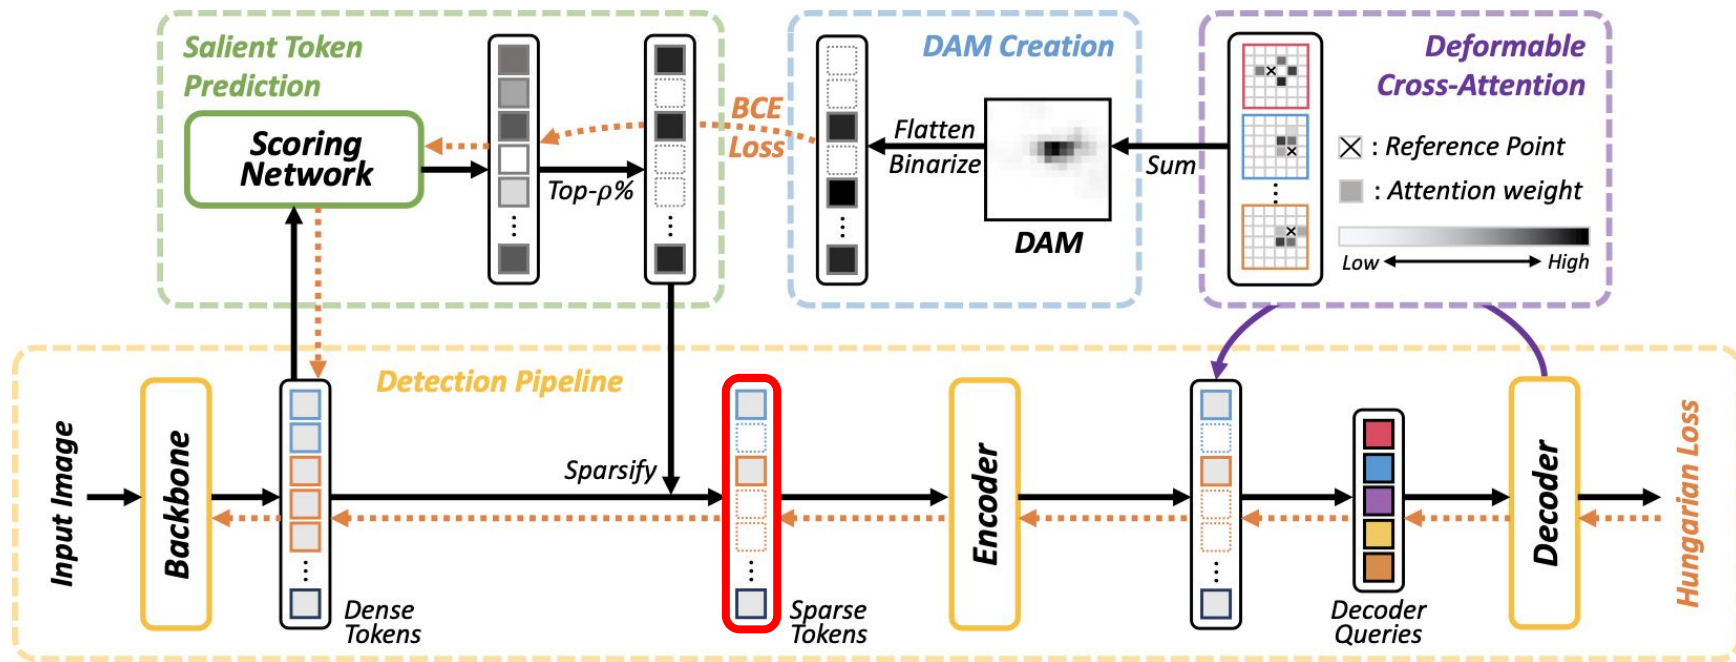 Salient Token
Prediction
Scoring
Network
Top-ρ%
BCE
Loss
DAM Creation
Flatten
Binarize
DAM
Sum
Deformable
Cross-Attention
: Reference Point
: Attention weight
Low
High
Detection Pipeline
Input Image
Backbone
Dense
Tokens
Sparsify
Sparse
Tokens
Encoder
Decoder
Queries
Decoder
Hungarian Loss